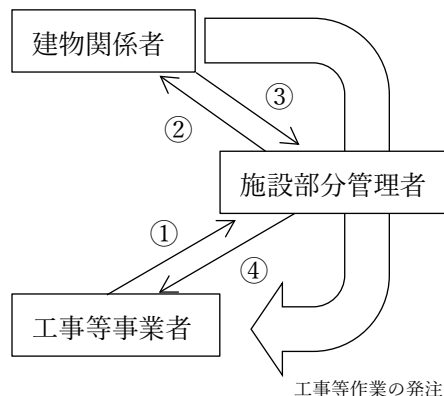 建物関係者
③
②
施設部分管理者
①
④
工事等事業者
工事等作業の発注